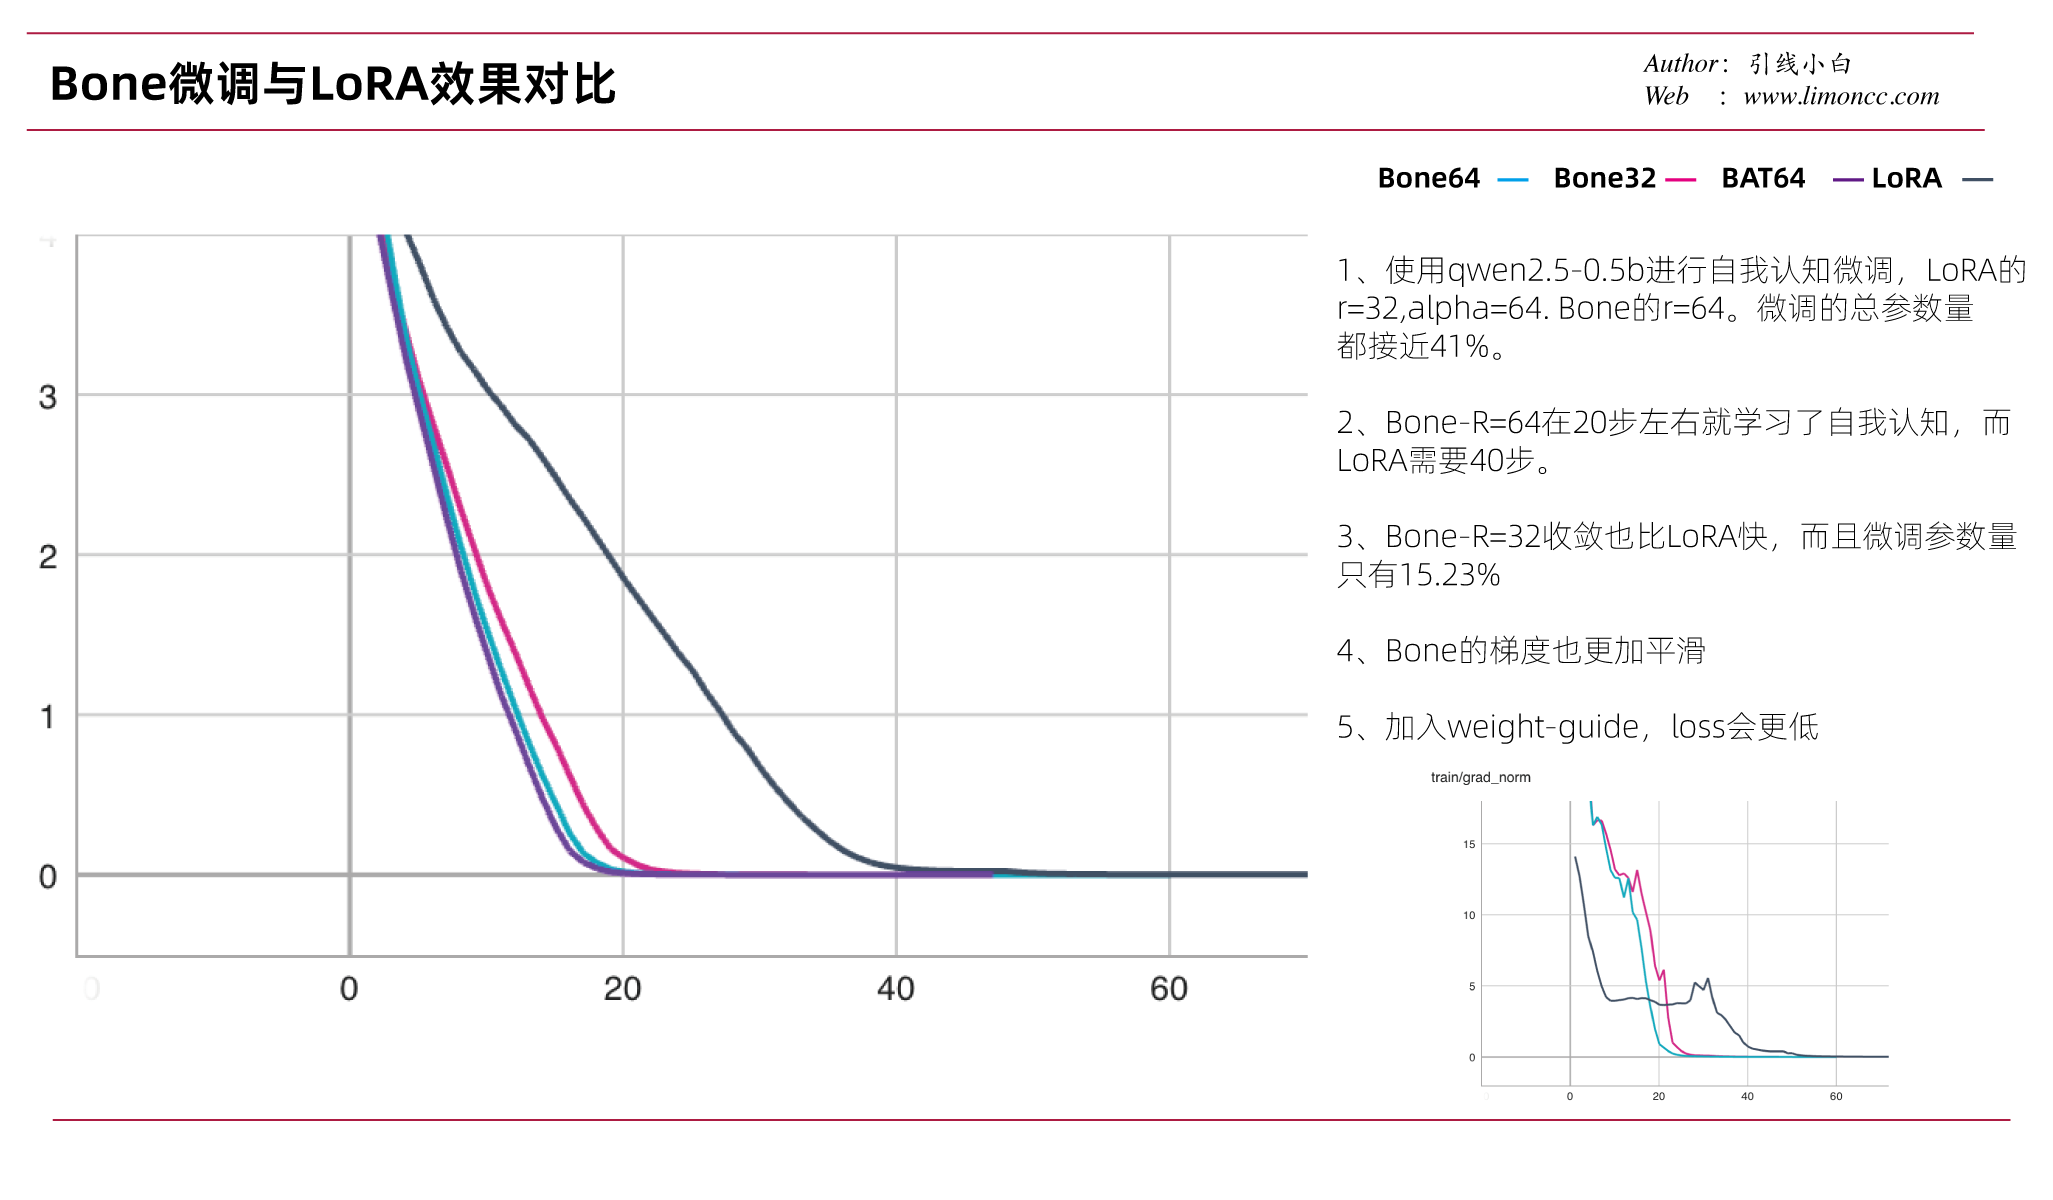 Bone微调与LoRA效果对比
Author：引线小白
Web ：www.limoncc.com
Bone64 Bone32 BAT64 LoRA
4
3
2
1
0
0 0 20 40 60
1、使用qwen2.5-0.5b进行自我认知微调，LoRA的
r=32,alpha=64. Bone的r=64。微调的总参数量
都接近41%。
2、Bone-R=64在20步左右就学习了自我认知，而
LoRA需要40步。
3、Bone-R=32收敛也比LoRA快，而且微调参数量
只有15.23%
4、Bone的梯度也更加平滑
5、加入weight-guide，loss会更低
train/grad_norm
15
10
5
0
0 0 20 40 60